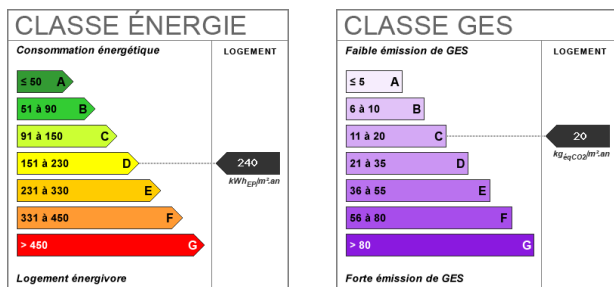 CLASSE ÉNERGIE
Consommation énergétique
LOGEMENT
≤ 50 A
51 à 90 B
91 à 150 C
151 à 230 D
240
kWhEP/m².an
231 à 330 E
331 à 450 F
> 450 G
Logement énergivore
CLASSE GES
Faible émission de GES
LOGEMENT
≤ 5 A
6 à 10 B
11 à 20 C
20
kgéqCO2/m².an
21 à 35 D
36 à 55 E
56 à 80 F
> 80 G
Forte émission de GES